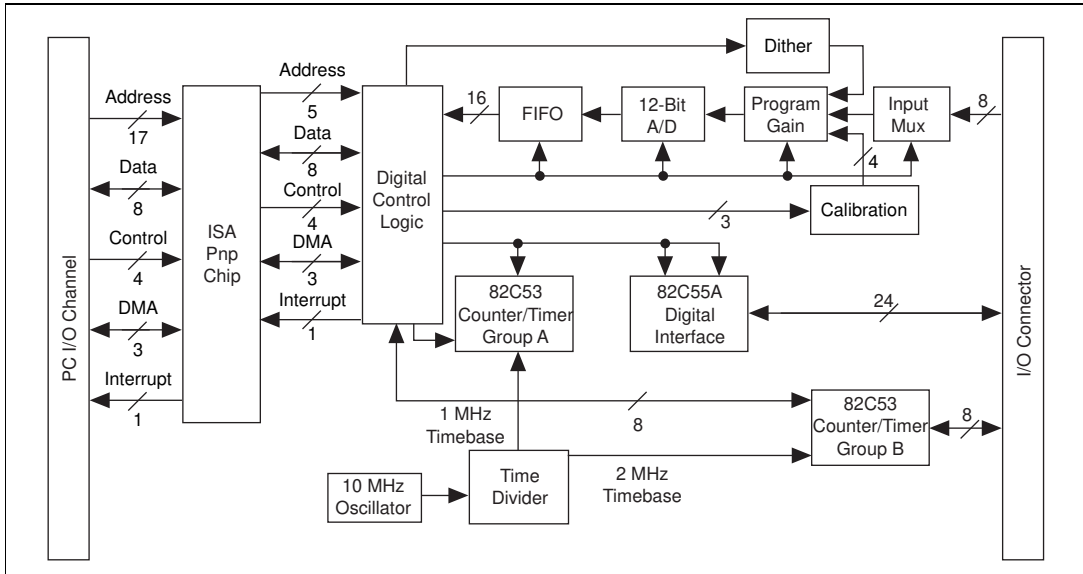 PC I/O Channel
Address
17
Data
8
Control
4
DMA
3
Interrupt
1
ISA
Pnp
Chip
Address
5
Data
8
Control
4
DMA
3
Interrupt
1
Digital
Control
Logic
Dither
16
FIFO
12-Bit
A/D
Program
Gain
Input
Mux
8
4
3
Calibration
82C53
Counter/Timer
Group A
82C55A
Digital
Interface
24
1 MHz
Timebase
8
82C53
Counter/Timer
Group B
8
10 MHz
Oscillator
Time
Divider
2 MHz
Timebase
I/O Connector